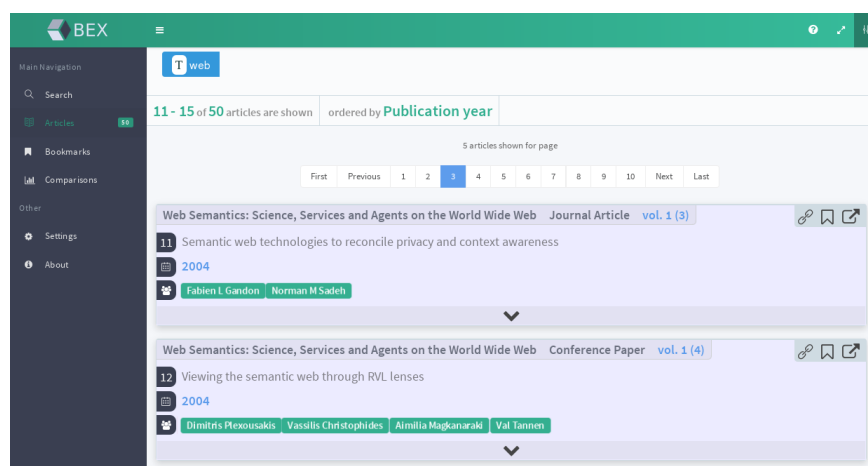 BEX
Main Navigation
Search
Articles 50
Bookmarks
Comparisons
Other
Settings
About
T web
11 - 15 of 50 articles are shown ordered by Publication year
5 articles shown for page
First Previous 1 2 3 4 5 6 7 8 9 10 Next Last
Web Semantics: Science, Services and Agents on the World Wide Web Journal Article vol. 1 (3)
11 Semantic web technologies to reconcile privacy and context awareness
2004
Fabien L Gandon Norman M Sadeh
Web Semantics: Science, Services and Agents on the World Wide Web Conference Paper vol. 1 (4)
12 Viewing the semantic web through RVL lenses
2004
Dimitris Plexousakis Vassilis Christophides Aimilia Magkanaraki Val Tannen